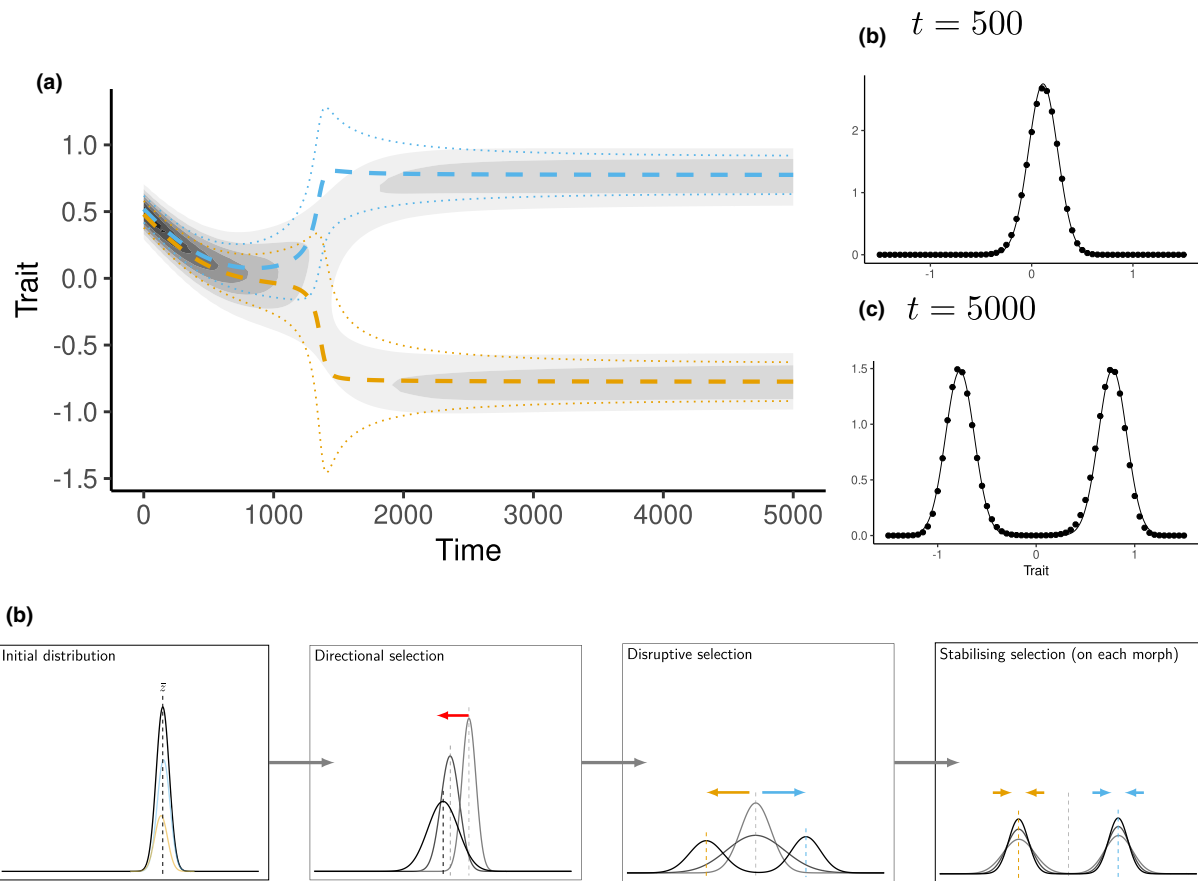 (a)
Trait
1.0
0.5
0.0
-0.5
-1.0
-1.5
0 1000 2000 3000 4000 5000
Time
(b) t = 500
2
1
0
-1 0 1
(c) t = 5000
1.5
1.0
0.5
0.0
-1 0 1
Trait
(b)
Initial distribution
z̄
Directional selection
Disruptive selection
Stabilising selection (on each morph)